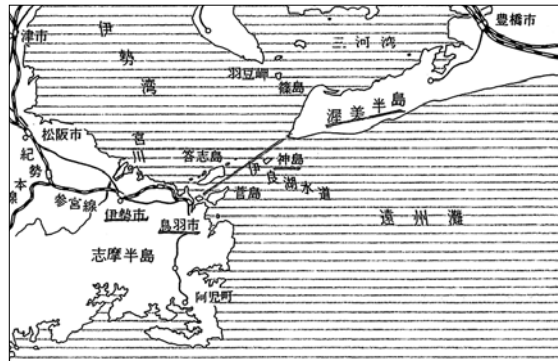 豊橋市
津市
伊勢湾
三河湾
羽豆岬
篠島
渥美半島
松阪市
宮川
答志島
神島
伊良湖水道
紀勢本線
菅島
参宮線
伊勢市
鳥羽市
遠州灘
志摩半島
阿児町